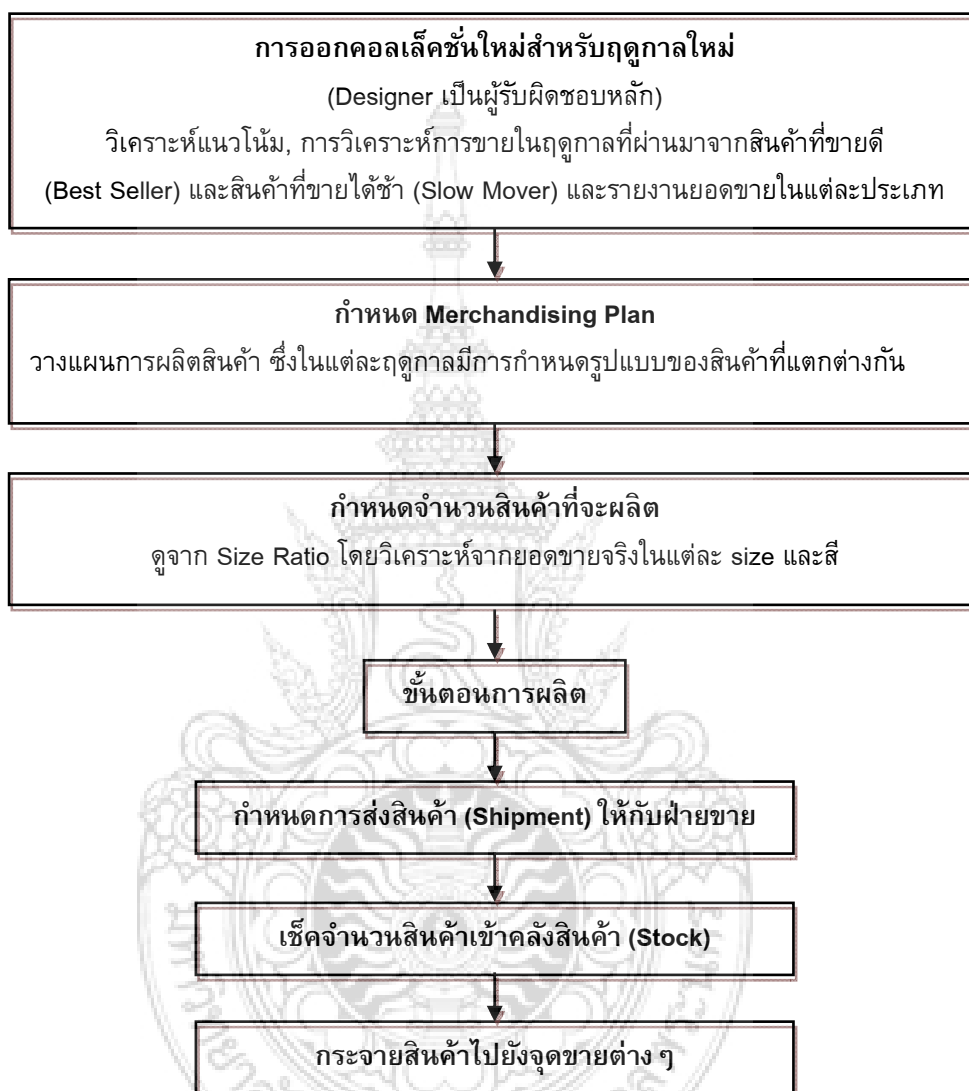 การออกคอลเล็คชั่นใหม่สำหรับฤดูกาลใหม่
(Designer เป็นผู้รับผิดชอบหลัก)
วิเคราะห์แนวโน้ม, การวิเคราะห์การขายในฤดูกาลที่ผ่านมาจากสินค้าที่ขายดี
(Best Seller) และสินค้าที่ขายได้ช้า (Slow Mover) และรายงานยอดขายในแต่ละประเภท
กำหนด Merchandising Plan
วางแผนการผลิตสินค้า ซึ่งในแต่ละฤดูกาลมีการกำหนดรูปแบบของสินค้าที่แตกต่างกัน
กำหนดจำนวนสินค้าที่จะผลิต
ดูจาก Size Ratio โดยวิเคราะห์จากยอดขายจริงในแต่ละ size และสี
ขั้นตอนการผลิต
กำหนดการส่งสินค้า (Shipment) ให้กับฝ่ายขาย
เช็คจำนวนสินค้าเข้าคลังสินค้า (Stock)
กระจายสินค้าไปยังจุดขายต่าง ๆ